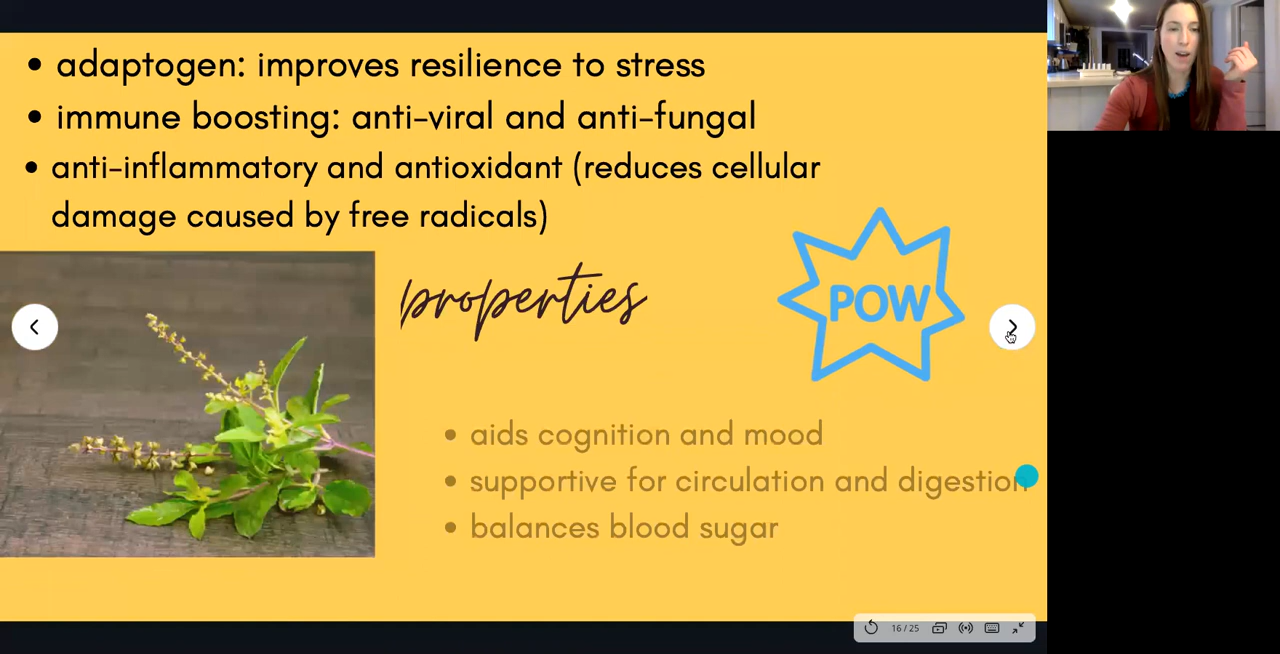 • adaptogen: improves resilience to stress
• immune boosting: anti-viral and anti-fungal
• anti-inflammatory and antioxidant (reduces cellular
damage caused by free radicals)
properties
POW
• aids cognition and mood
• supportive for circulation and digestion
• balances blood sugar
16 / 25